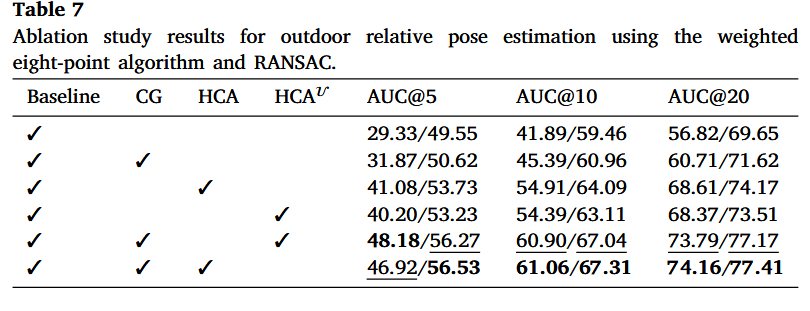 Table 7
Ablation study results for outdoor relative pose estimation using the weighted
eight-point algorithm and RANSAC.
Baseline CG HCA HCA^υ AUC@5 AUC@10 AUC@20
✓ 29.33/49.55 41.89/59.46 56.82/69.65
✓ ✓ 31.87/50.62 45.39/60.96 60.71/71.62
✓ ✓ 41.08/53.73 54.91/64.09 68.61/74.17
✓ ✓ 40.20/53.23 54.39/63.11 68.37/73.51
✓ ✓ ✓ 48.18/56.27 60.90/67.04 73.79/77.17
✓ ✓ ✓ 46.92/56.53 61.06/67.31 74.16/77.41